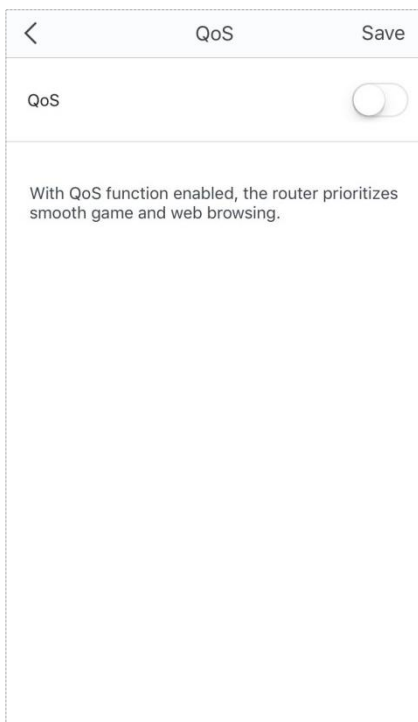 QoS Save
QoS
With QoS function enabled, the router prioritizes
smooth game and web browsing.